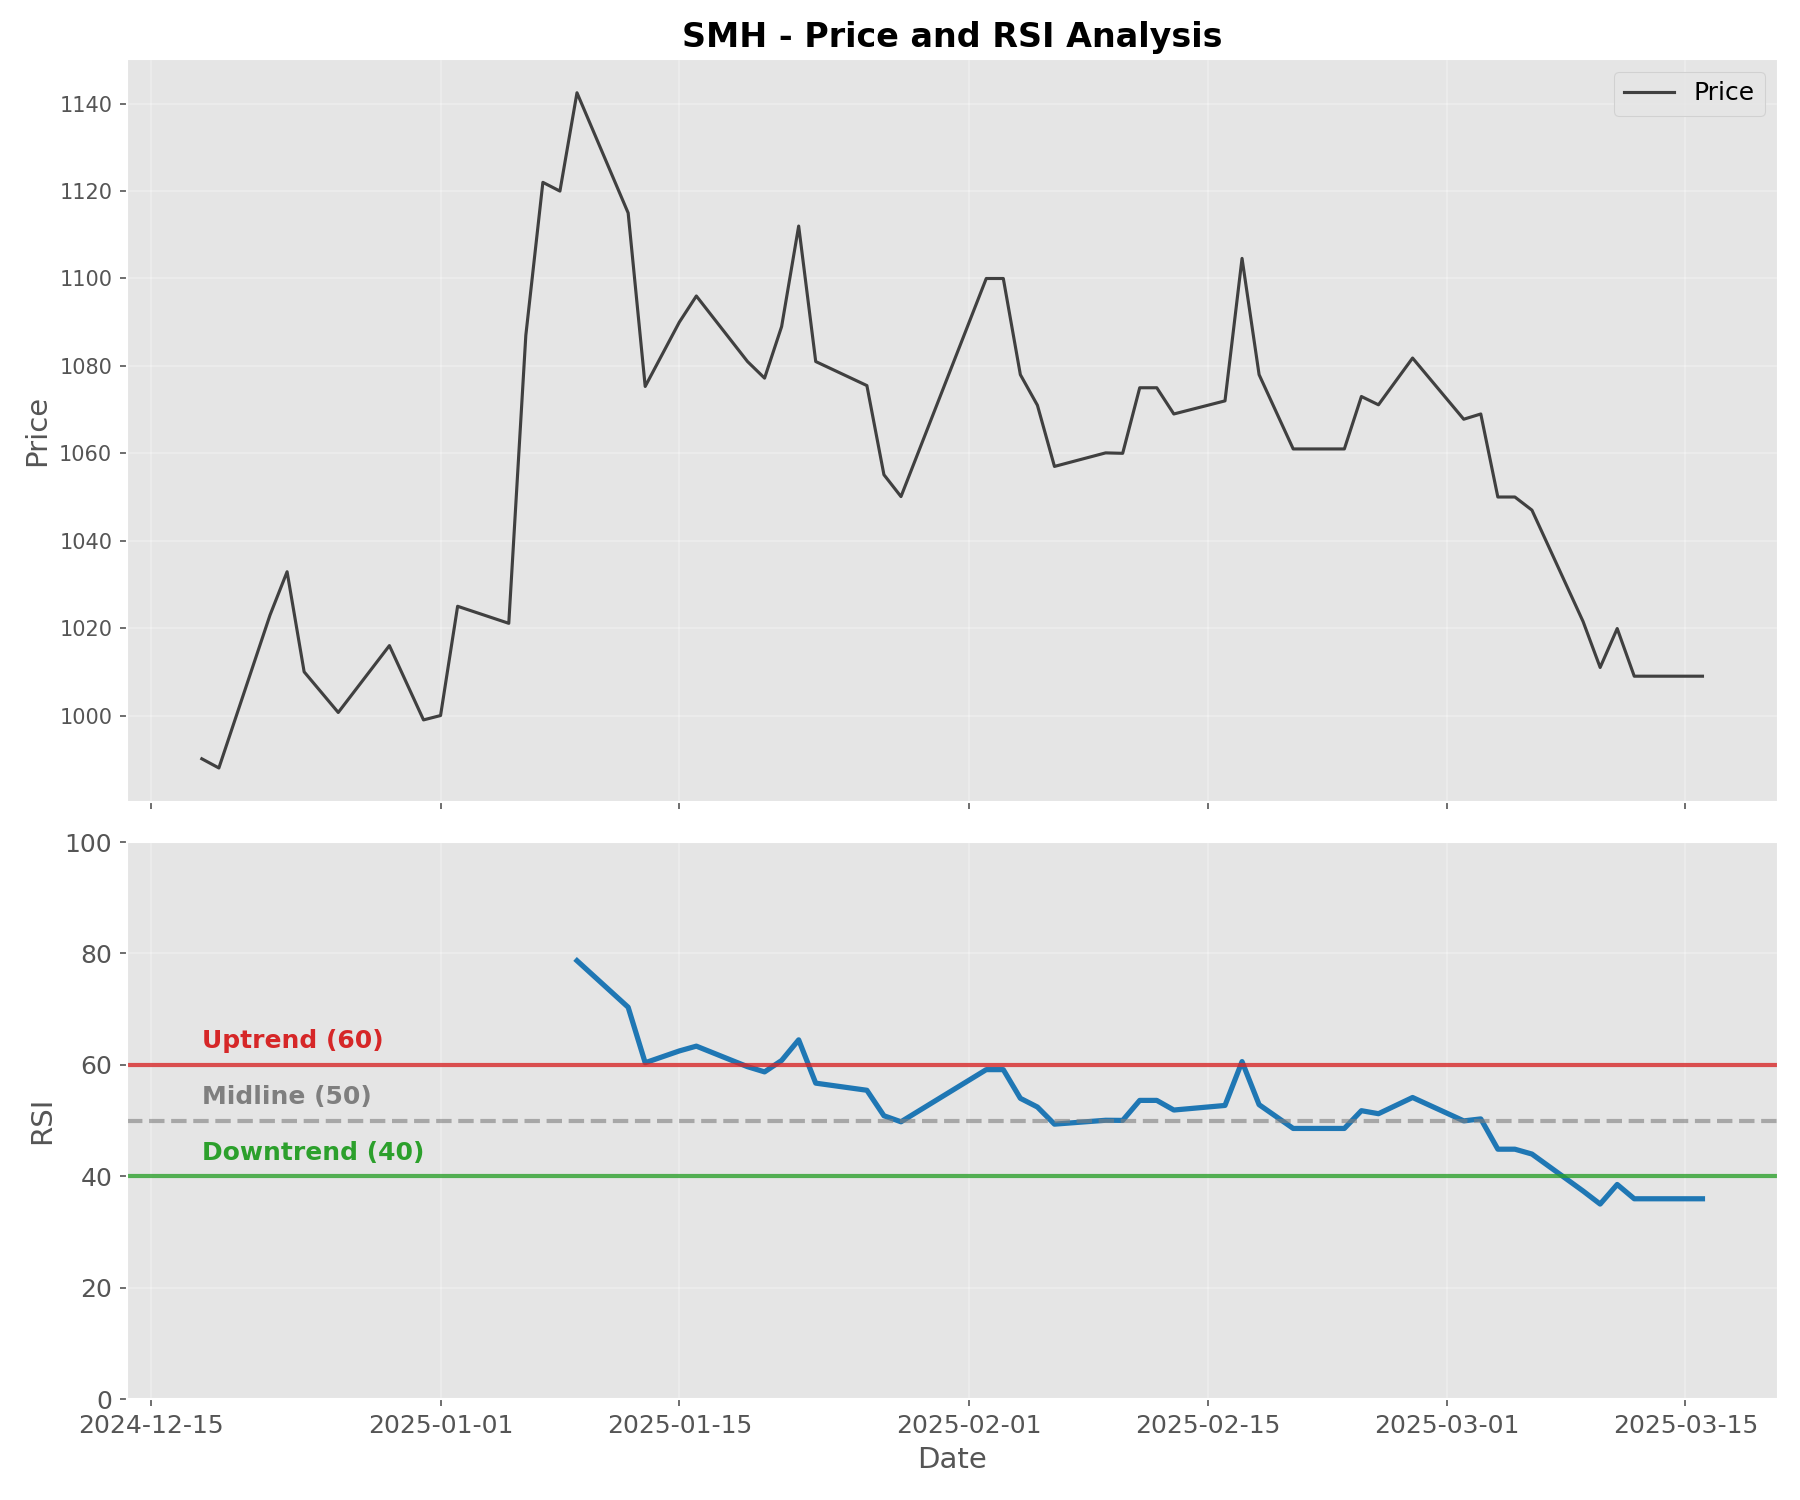 SMH - Price and RSI Analysis
Price
1140
1120
1100
1080
1060
1040
1020
1000
Price
100
80
60
40
20
0
RSI
Uptrend (60)
Midline (50)
Downtrend (40)
2024-12-15 2025-01-01 2025-01-15 2025-02-01 2025-02-15 2025-03-01 2025-03-15
Date